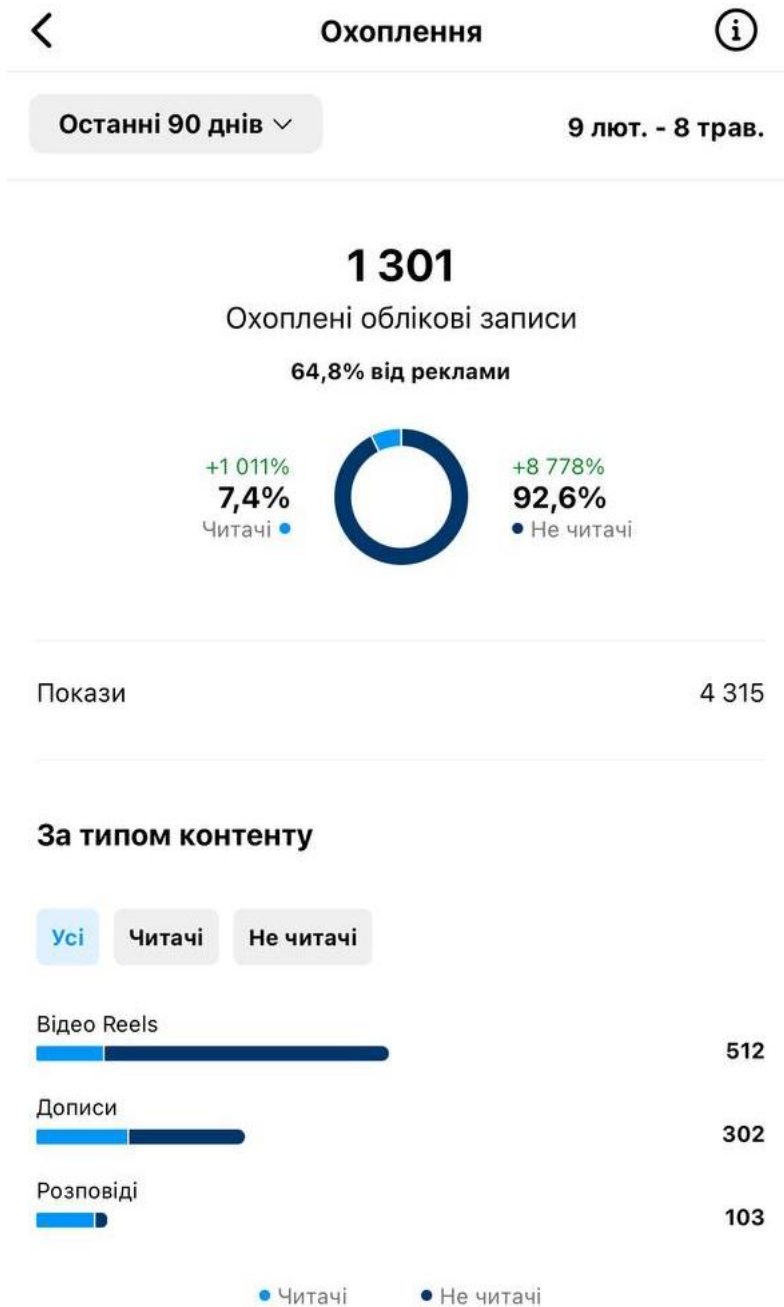 Охоплення
Останні 90 днів
9 лют. - 8 трав.
1 301
Охоплені облікові записи
64,8% від реклами
+1 011%
7,4%
Читачі
+8 778%
92,6%
Не читачі
Покази
4 315
За типом контенту
Усі
Читачі
Не читачі
Відео Reels
512
Дописи
302
Розповіді
103
Читачі
Не читачі